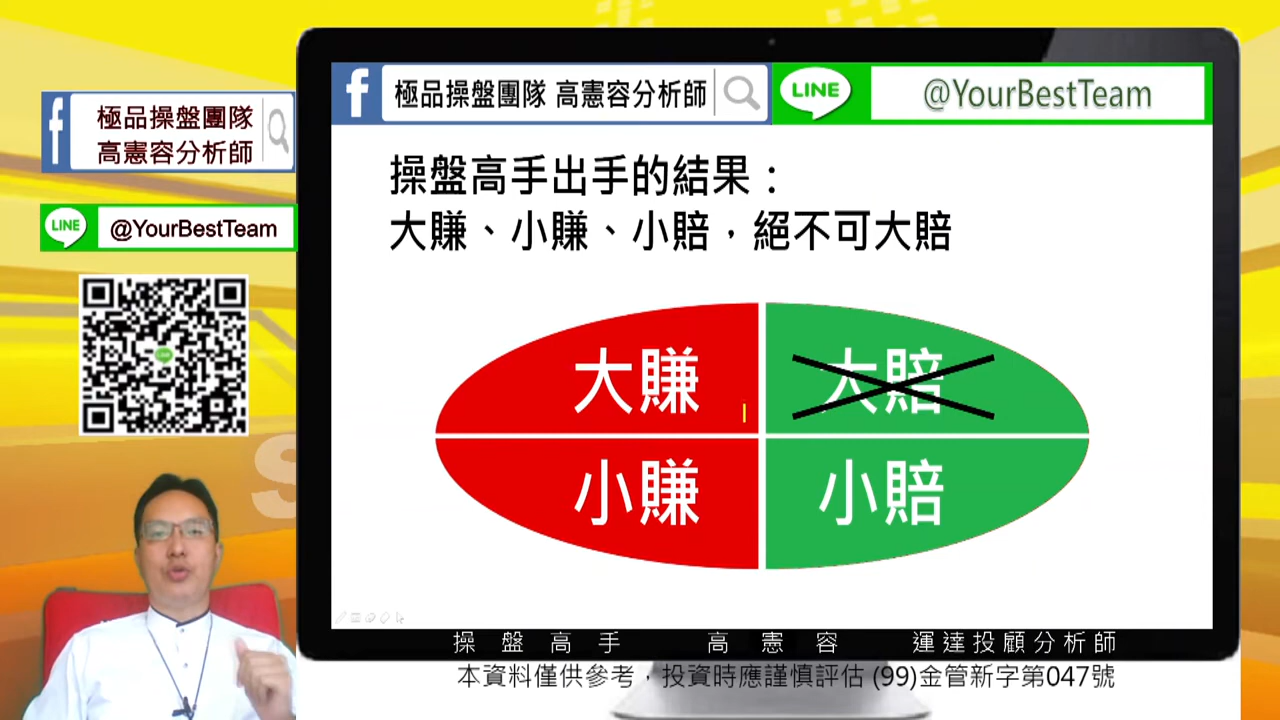 極品操盤團隊
高憲容分析師
LINE
@YourBestTeam
LINE
極品操盤團隊 高憲容分析師
LINE
@YourBestTeam
操盤高手出手的結果：
大賺、小賺、小賠，絕不可大賠
大賺
大賠
小賺
小賠
操盤高手 高憲容 運達投顧分析師
本資料僅供參考，投資時應謹慎評估 (99)金管新字第047號
S